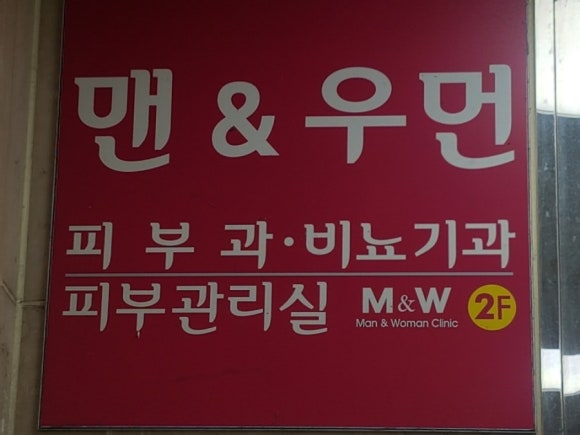 맨 & 우먼
피 부 과·비뇨기과
피부관리실 M&W 2F
Man & Woman Clinic